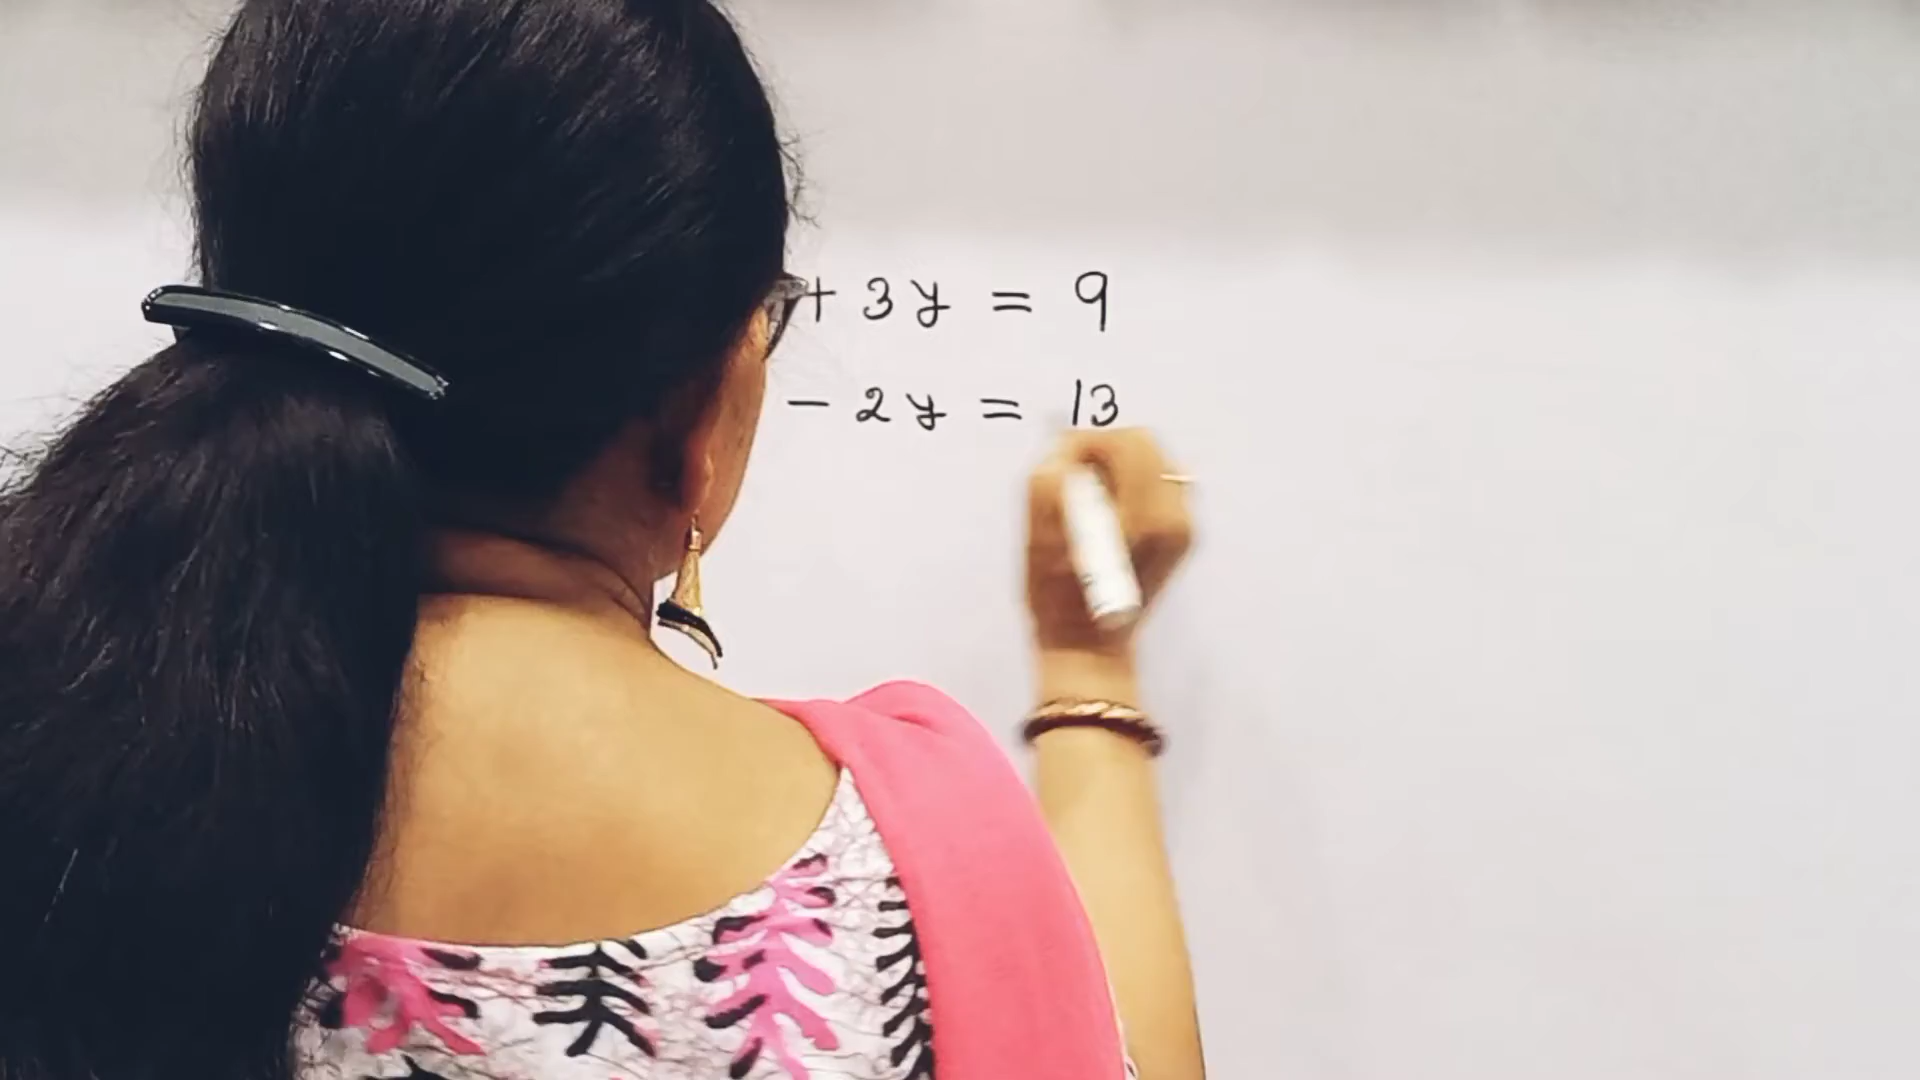 + 3y = 9
- 2y = 13